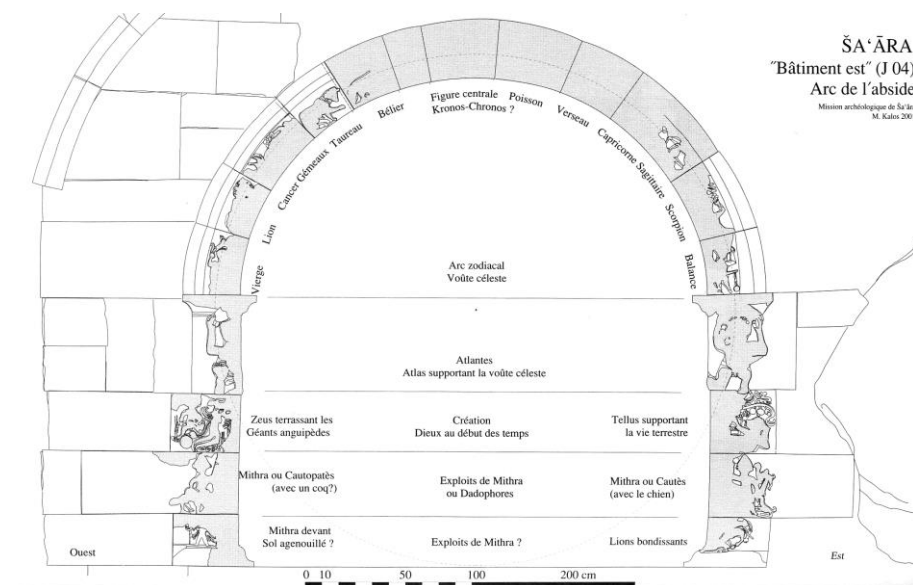 ŠA‘ĀRA
"Bâtiment est" (J 04)
Arc de l'abside
Mission archéologique de Ša‘ār
M. Kalos 200
Vierge
Lion
Cancer
Gémeaux
Taureau
Bélier
Figure centrale
Kronos-Chronos ?
Poisson
Verseau
Capricorne
Sagittaire
Scorpion
Balance
Arc zodiacal
Voûte céleste
Atlantes
Atlas supportant la voûte céleste
Zeus terrassant les
Géants anguipèdes
Création
Dieux au début des temps
Tellus supportant
la vie terrestre
Mithra ou Cautopatès
(avec un coq?)
Exploits de Mithra
ou Dadophores
Mithra ou Cautès
(avec le chien)
Mithra devant
Sol agenouillé ?
Exploits de Mithra ?
Lions bondissants
Ouest
Est
0 10 50 100 200 cm